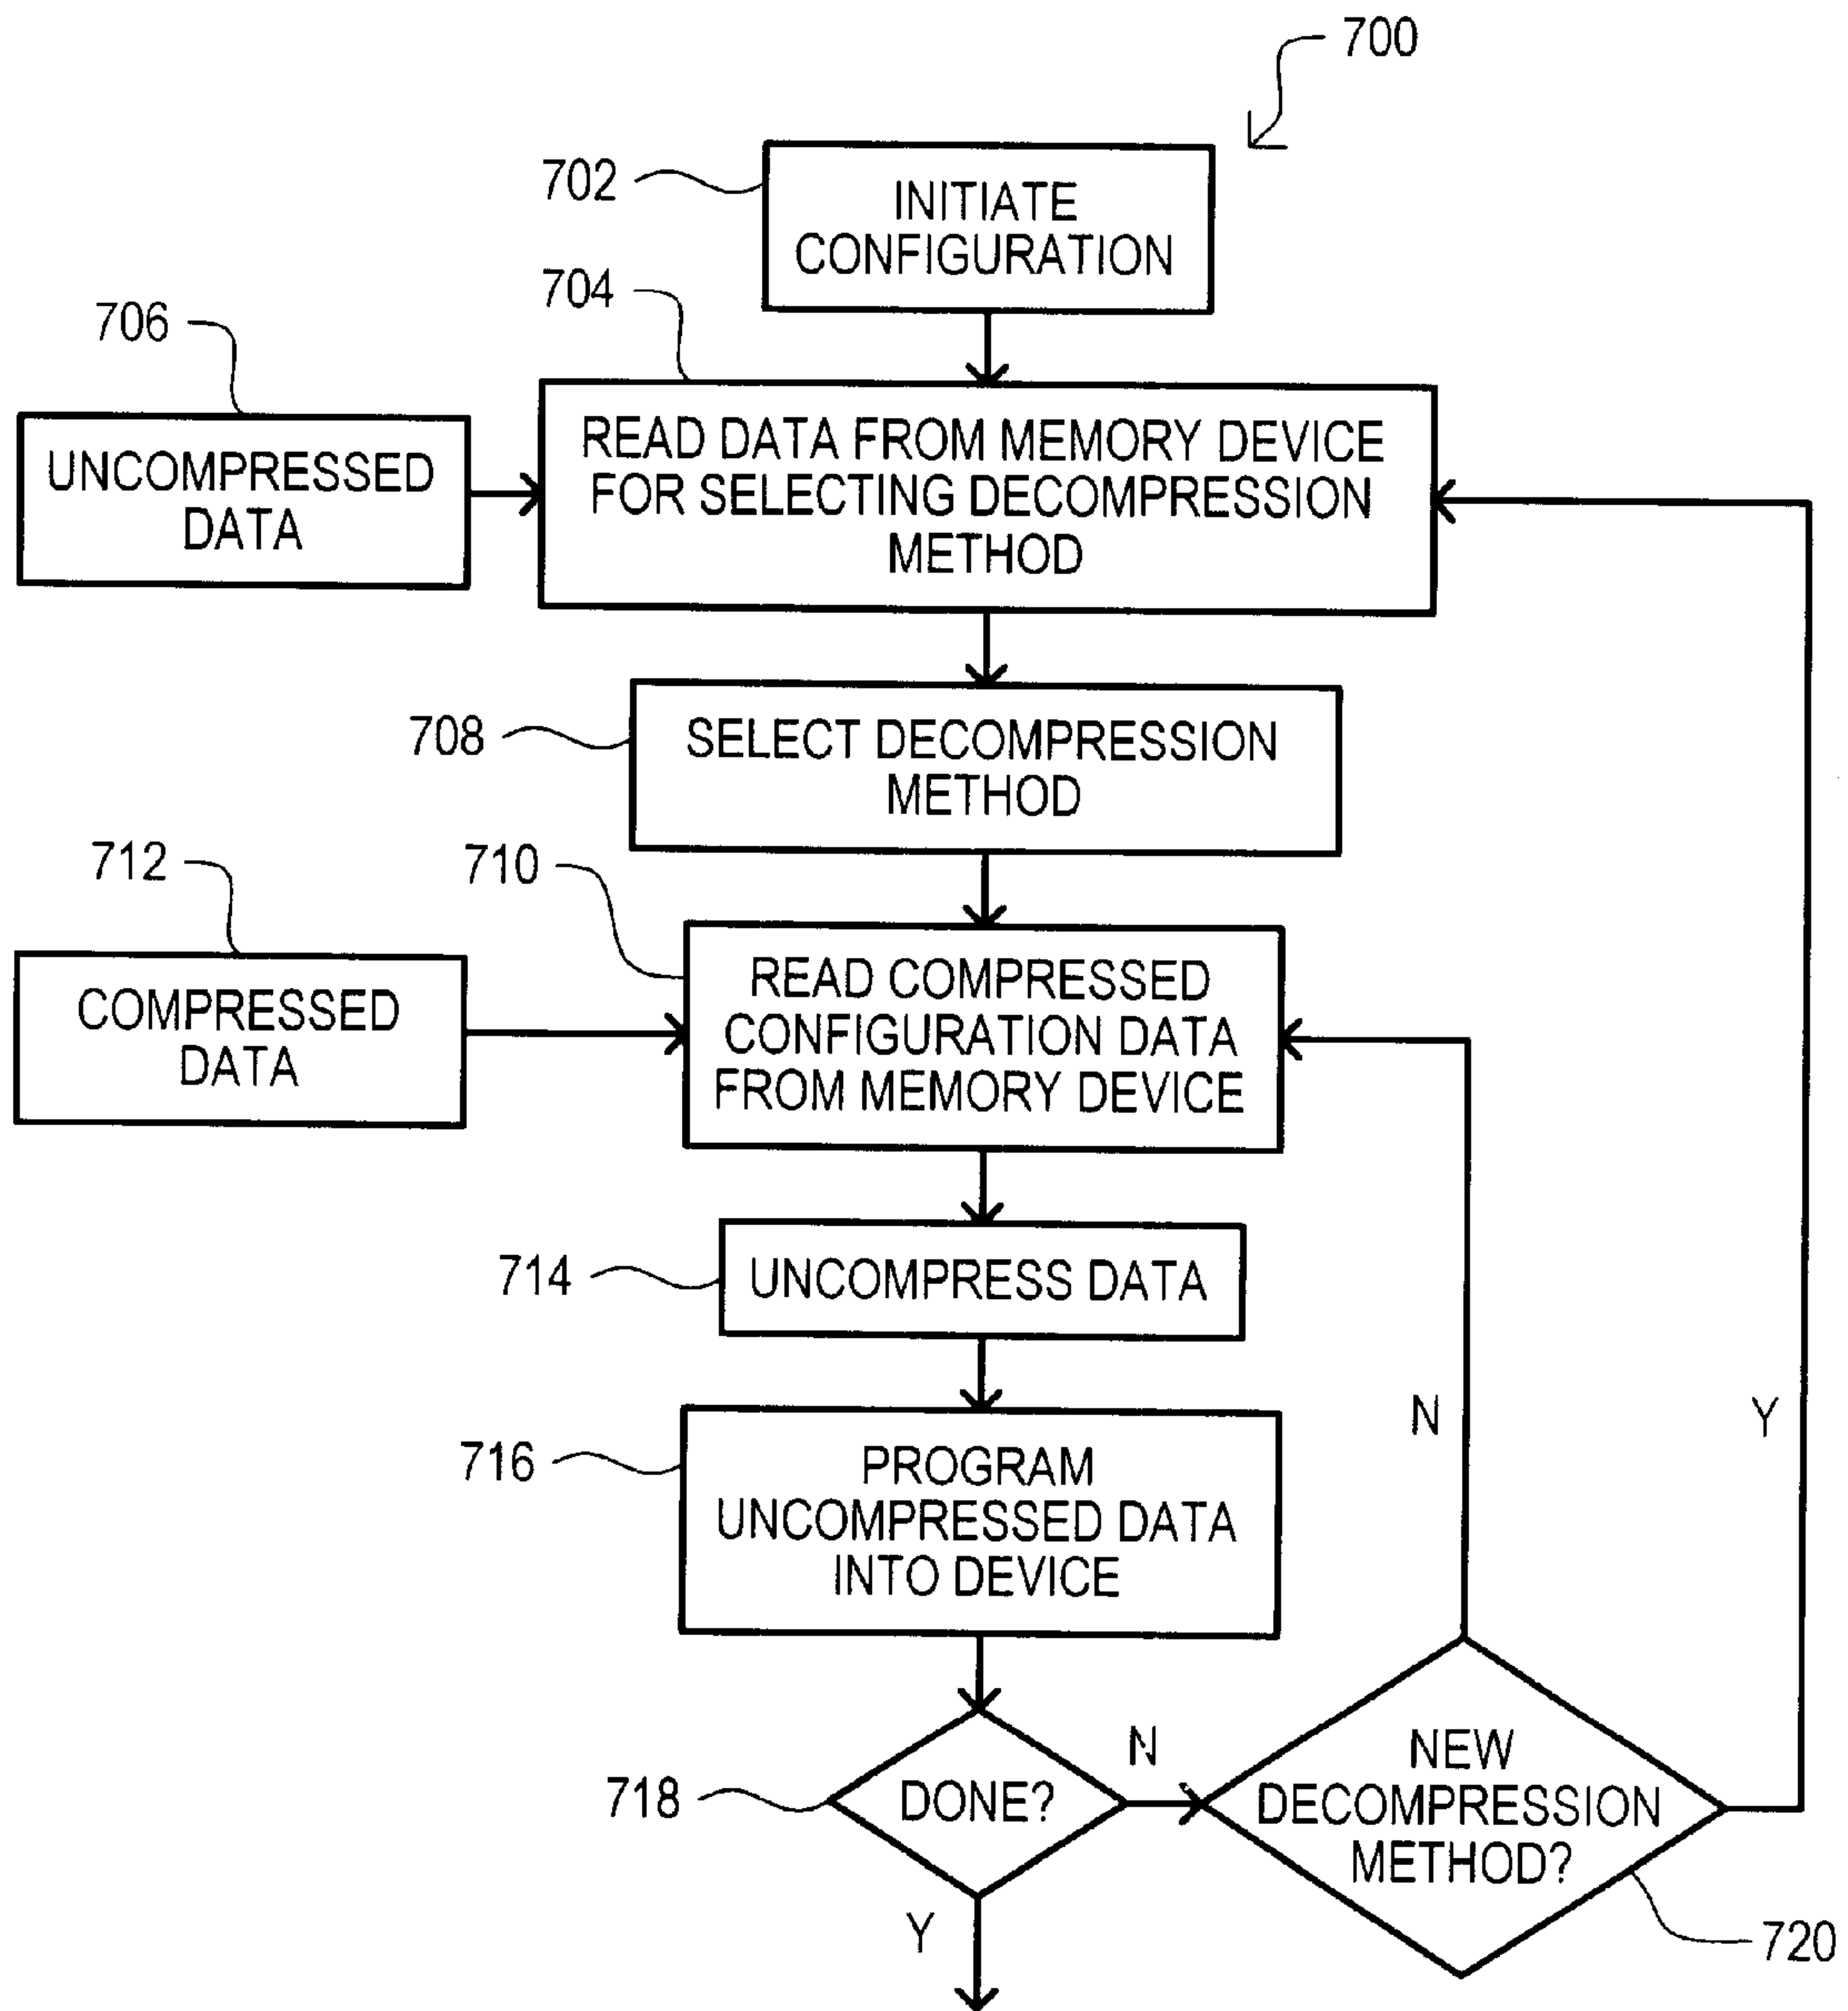 700
702
INITIATE
CONFIGURATION
704
706
UNCOMPRESSED
DATA
READ DATA FROM MEMORY DEVICE
FOR SELECTING DECOMPRESSION
METHOD
708
SELECT DECOMPRESSION
METHOD
710
712
COMPRESSED
DATA
READ COMPRESSED
CONFIGURATION DATA
FROM MEMORY DEVICE
714
UNCOMPRESS DATA
716
PROGRAM
UNCOMPRESSED DATA
INTO DEVICE
N
Y
718
DONE?
N
NEW
DECOMPRESSION
METHOD?
Y
720